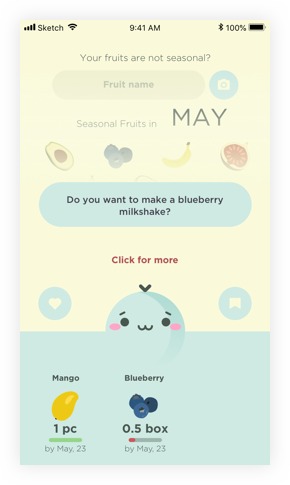 Sketch 9:41 AM 100%
Your fruits are not seasonal?
Fruit name
Seasonal Fruits in MAY
Do you want to make a blueberry
milkshake?
Click for more
Mango Blueberry
1 pc 0.5 box
by May, 23 by May, 23